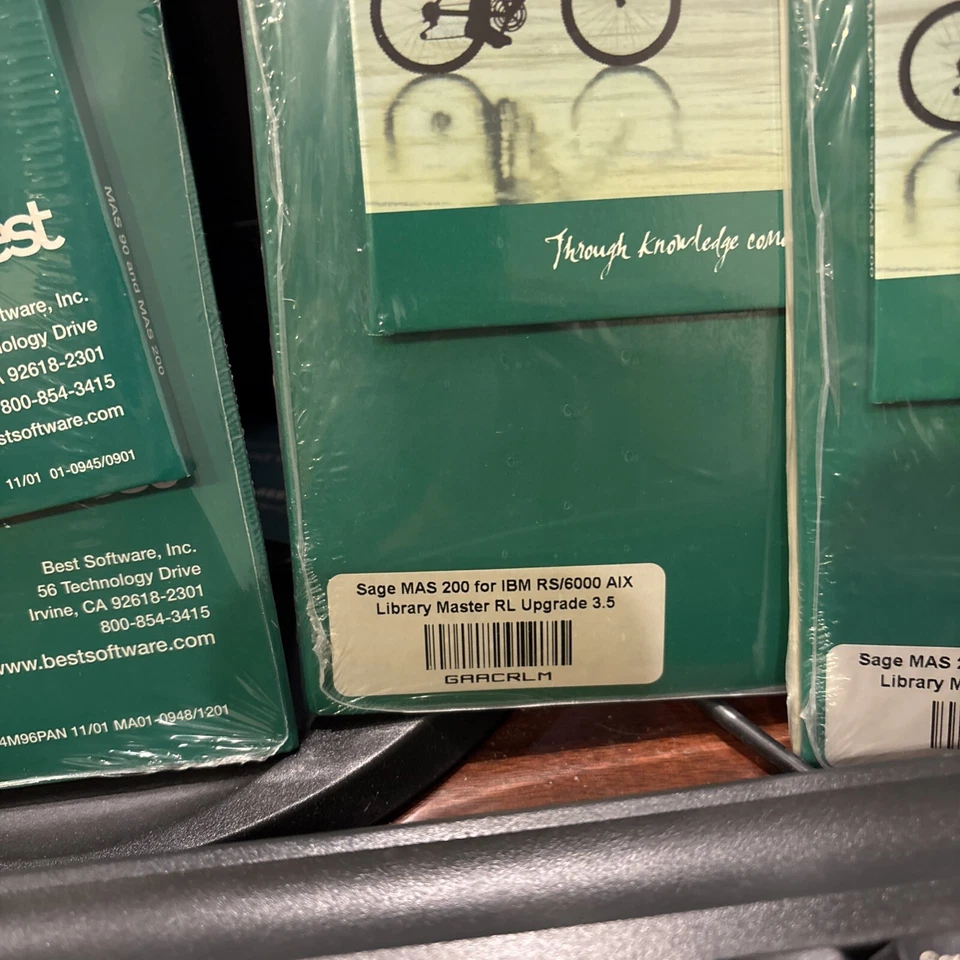 est
tware, Inc.
ology Drive
A 92618-2301
800-854-3415
stsoftware.com
11/01 01-0945/0901
MAS 90 and MAS 200
Best Software, Inc.
56 Technology Drive
Irvine, CA 92618-2301
800-854-3415
www.bestsoftware.com
4M96PAN 11/01 MA01-0948/1201
Through knowledge com
Sage MAS 200 for IBM RS/6000 AIX
Library Master RL Upgrade 3.5
GAACRLM
Sage MAS 2
Library M